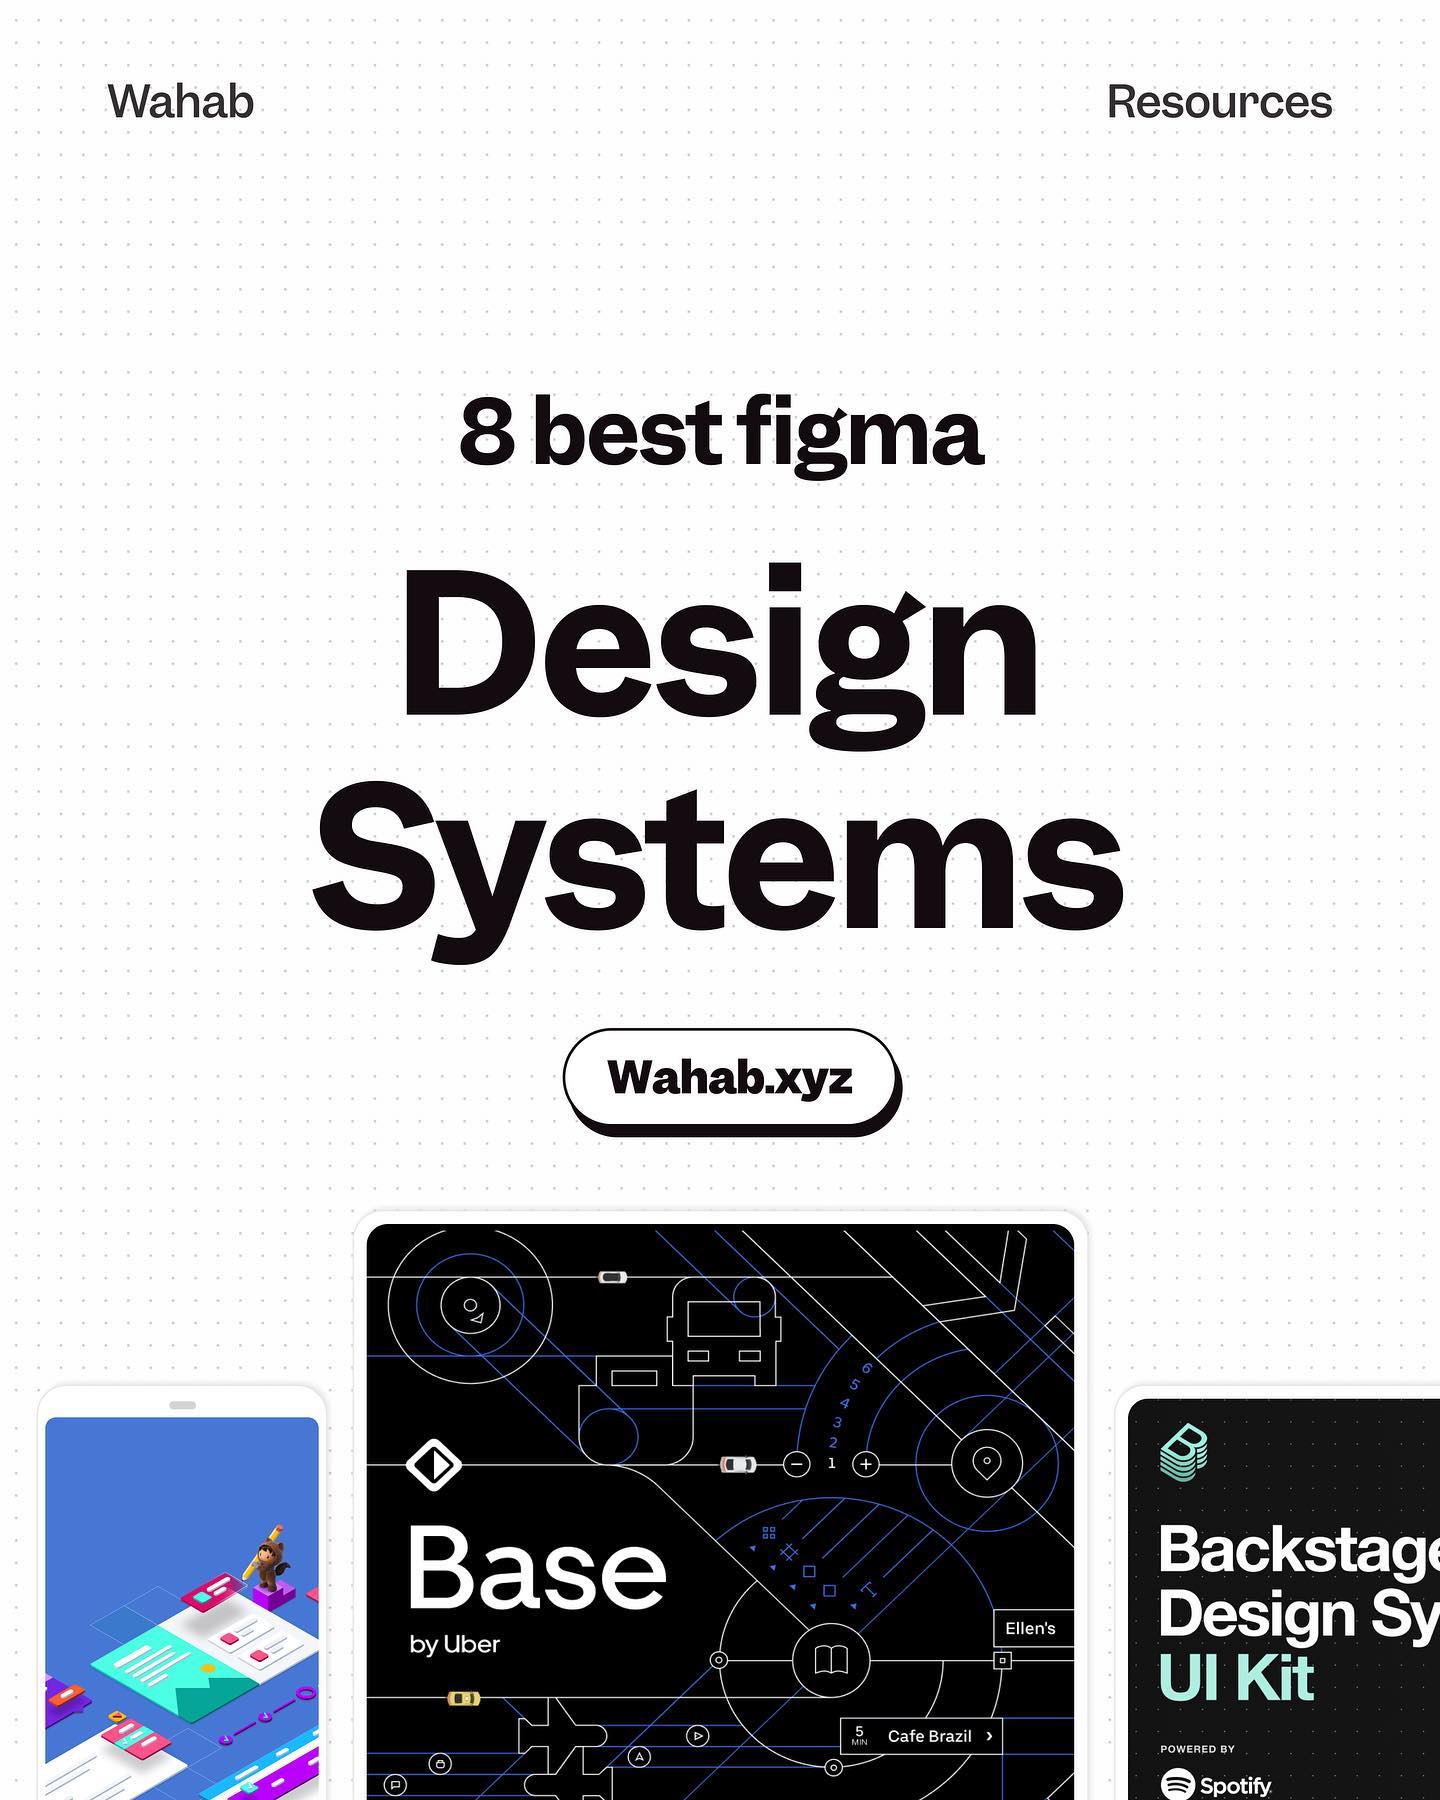 Wahab
Resources
8 best figma
Design
Systems
Wahab.xyz
6
5
4
3
2
1
Base
by Uber
Ellen's
5
MIN
Cafe Brazil
Backstage
Design Sy
UI Kit
POWERED BY
Spotify